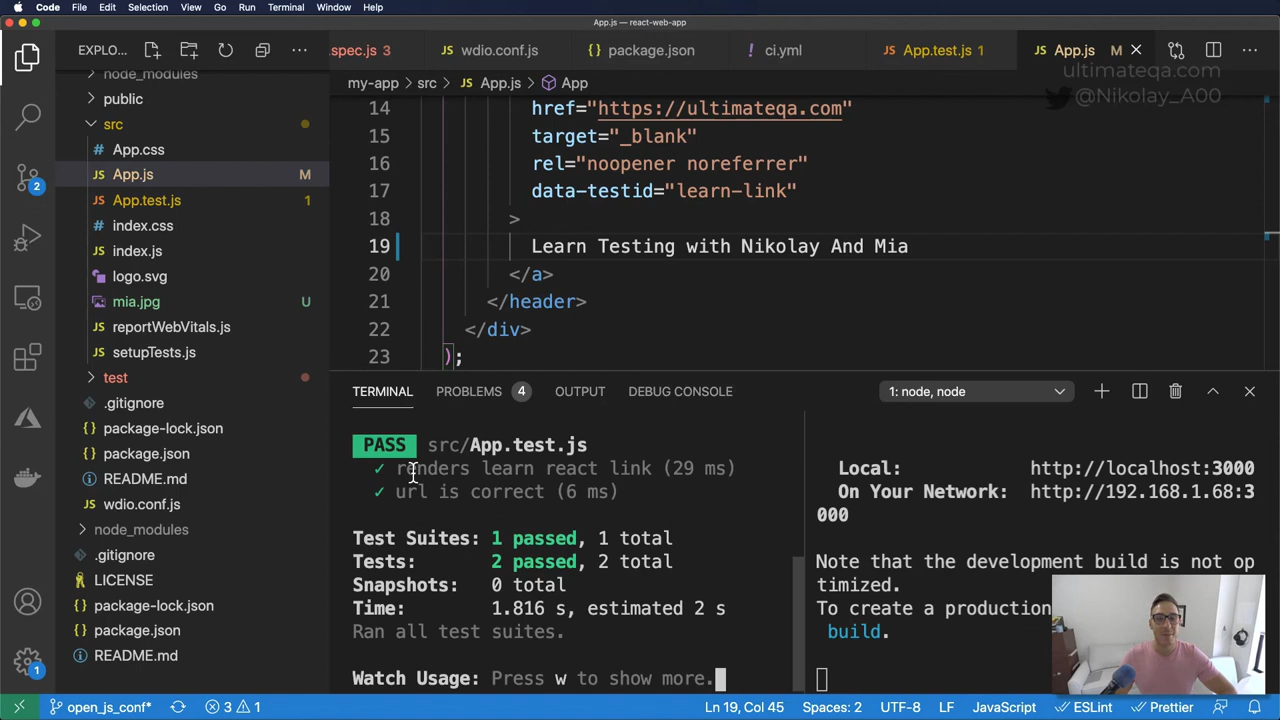 Code File Edit Selection View Go Run Terminal Window Help
App.js — react-web-app
EXPLO...
spec.js 3
wdio.conf.js
package.json
ci.yml
App.test.js 1
App.js M
my-app > src > App.js > App
ultimateqa.com
@Nikolay_A00
node_modules
public
src
App.css
App.js M
App.test.js 1
index.css
index.js
logo.svg
mia.jpg U
reportWebVitals.js
setupTests.js
test
.gitignore
package-lock.json
package.json
README.md
wdio.conf.js
node_modules
.gitignore
LICENSE
package-lock.json
package.json
README.md
2
1
14 href="https://ultimateqa.com"
15 target="_blank"
16 rel="noopener noreferrer"
17 data-testid="learn-link"
18 >
19 Learn Testing with Nikolay And Mia
20 </a>
21 </header>
22 </div>
23 );
TERMINAL PROBLEMS 4 OUTPUT DEBUG CONSOLE 1: node, node
PASS src/App.test.js
✓ renders learn react link (29 ms)
✓ url is correct (6 ms)
Test Suites: 1 passed, 1 total
Tests: 2 passed, 2 total
Snapshots: 0 total
Time: 1.816 s, estimated 2 s
Ran all test suites.
Watch Usage: Press w to show more.
Local: http://localhost:3000
On Your Network: http://192.168.1.68:3
000
Note that the development build is not op
timized.
To create a production
build.
open_js_conf* 3 1 Ln 19, Col 45 Spaces: 2 UTF-8 LF JavaScript ESLint Prettier